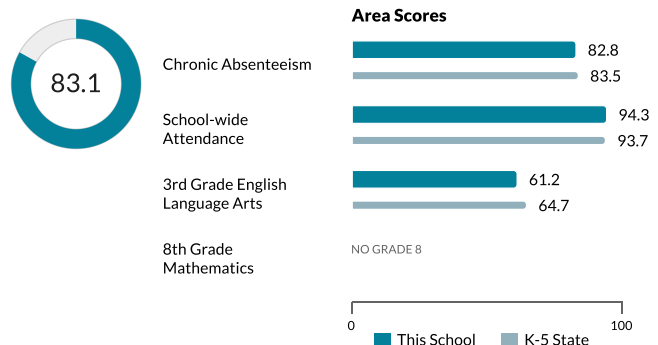 Area Scores
83.1
Chronic Absenteeism
82.8
83.5
School-wide
Attendance
94.3
93.7
3rd Grade English
Language Arts
61.2
64.7
8th Grade
Mathematics
NO GRADE 8
0
100
This School
K-5 State